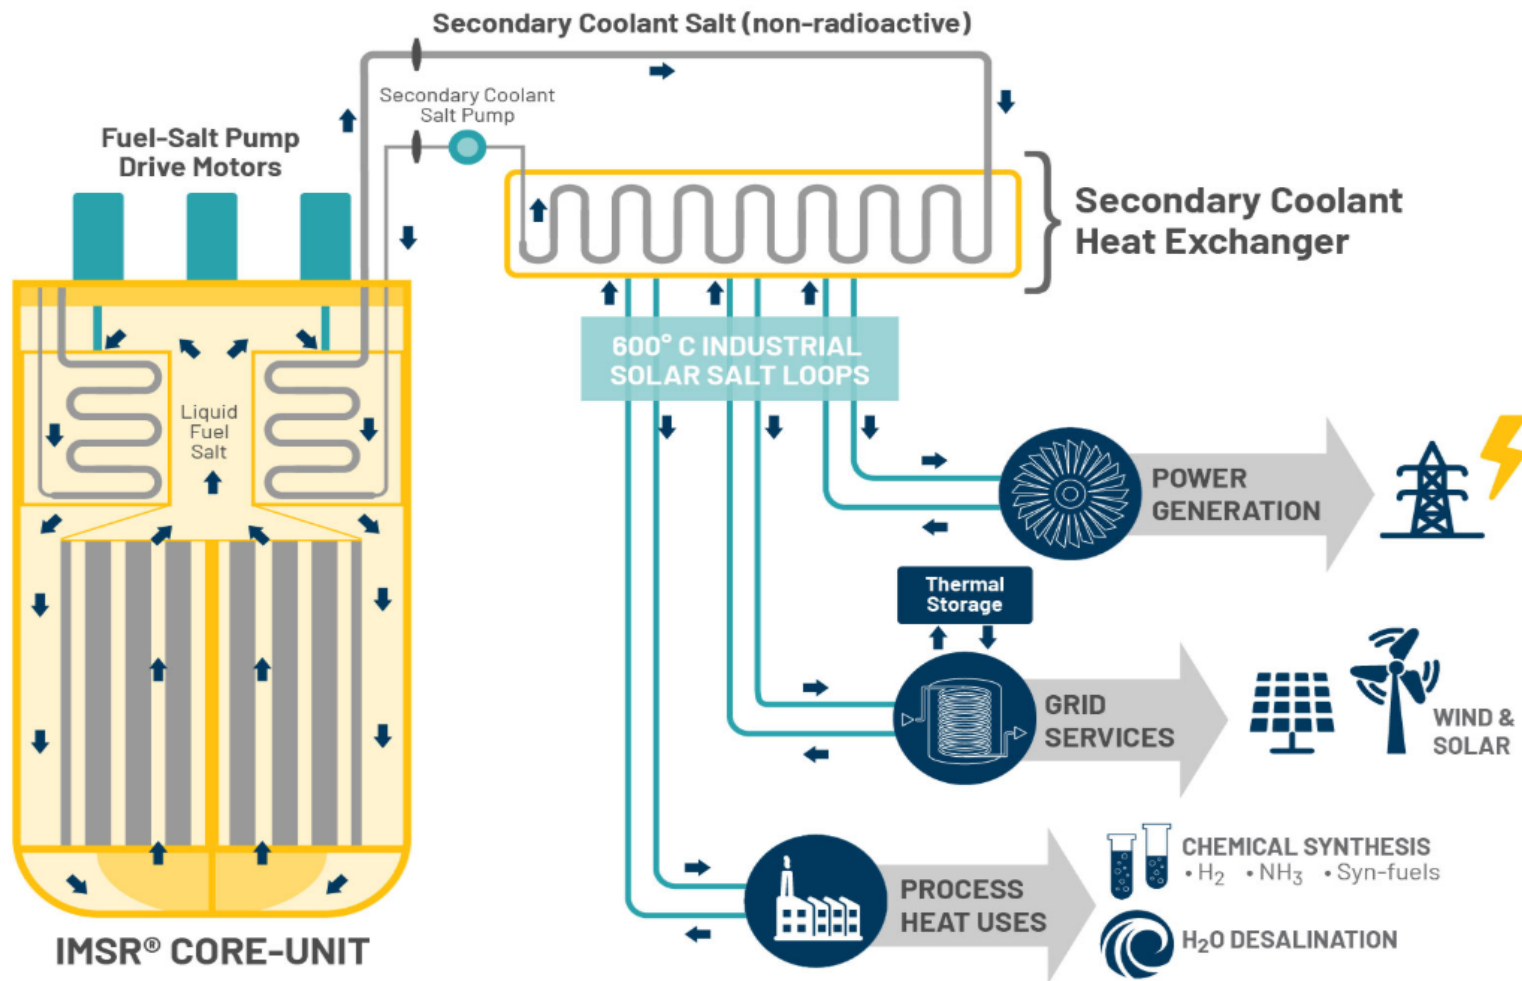 Secondary Coolant Salt (non-radioactive)
Secondary Coolant
Salt Pump
Fuel-Salt Pump
Drive Motors
Secondary Coolant
Heat Exchanger
600° C INDUSTRIAL
SOLAR SALT LOOPS
Liquid
Fuel
Salt
POWER
GENERATION
Thermal
Storage
GRID
SERVICES
WIND &
SOLAR
PROCESS
HEAT USES
CHEMICAL SYNTHESIS
• H₂ • NH₃ • Syn-fuels
H₂O DESALINATION
IMSR® CORE-UNIT